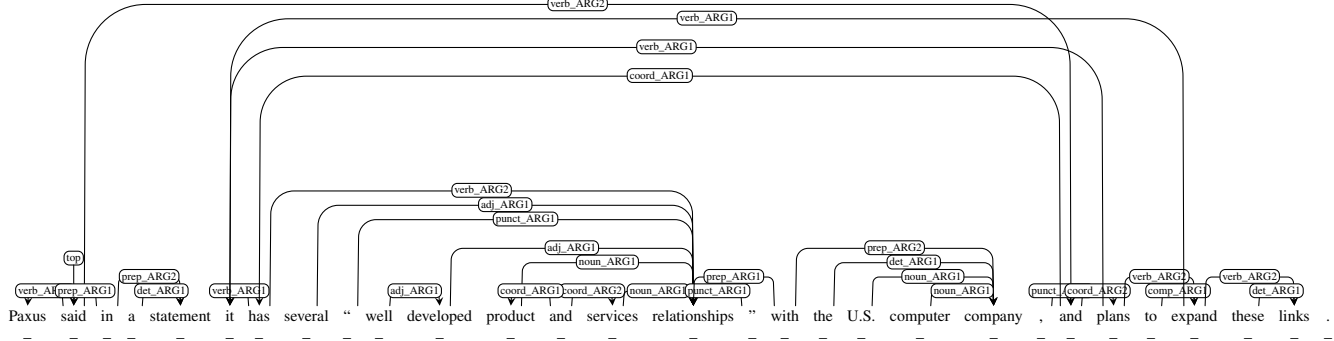 verb_ARG2
verb_ARG1
verb_ARG1
coord_ARG1
verb_ARG2
adj_ARG1
punct_ARG1
adj_ARG1 prep_ARG2
top noun_ARG1 det_ARG1
prep_ARG2 prep_ARG1 noun_ARG1 verb_ARG2 verb_ARG2
prep_ARG1 det_ARG1 verb_ARG1 adj_ARG1 coord_ARG1 coord_ARG2 noun_ARG1 punct_ARG1 noun_ARG1 coord_ARG2 comp_ARG1 det_ARG1
Paxus said in a statement it has several “ well developed product and services relationships ” with the U.S. computer company , and plans to expand these links .
_ _ _ _ _ _ _ _ _ _ _ _ _ _ _ _ _ _ _ _ _ _ _ _ _ _ _ _ _